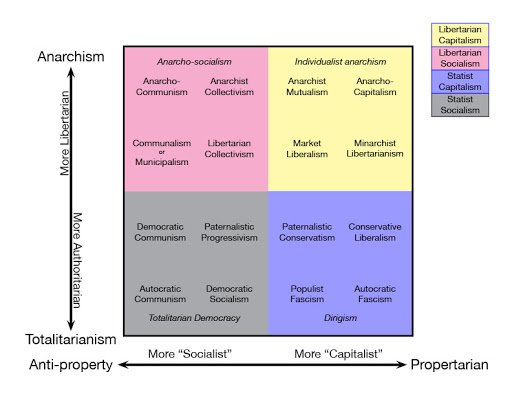 Libertarian
Capitalism
Libertarian
Socialism
Statist
Capitalism
Statist
Socialism
Anarchism
More Libertarian
More Authoritarian
Totalitarianism
Anarcho-socialism
Individualist anarchism
Anarcho-
Communism
Anarchist
Collectivism
Anarchist
Mutualism
Anarcho-
Capitalism
Communalism
or
Municipalism
Libertarian
Collectivism
Market
Liberalism
Minarchist
Libertarianism
Democratic
Communism
Paternalistic
Progressivism
Paternalistic
Conservatism
Conservative
Liberalism
Autocratic
Communism
Democratic
Socialism
Populist
Fascism
Autocratic
Fascism
Totalitarian Democracy
Dirigism
More “Socialist”
More “Capitalist”
Anti-property
Propertarian